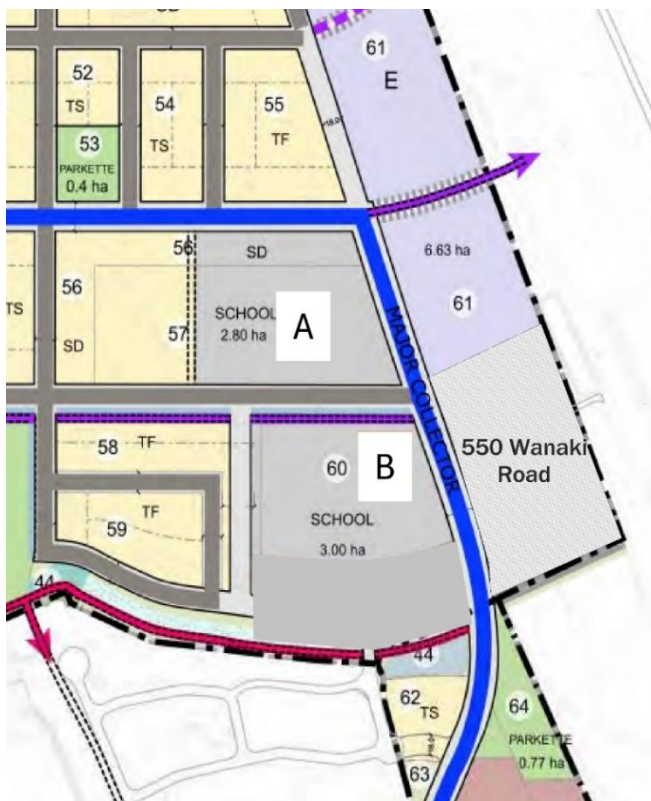 61
E
52
TS
54
TS
55
TF
53
PARKETTE
0.4 ha
56
SD
6.63 ha
61
56
TS
SD
57
SCHOOL
2.80 ha
A
MAJOR COLLECTOR
550 Wanaki
Road
58
TF
60
B
SCHOOL
3.00 ha
59
TF
44
44
62
TS
63
64
PARKETTE
0.77 ha